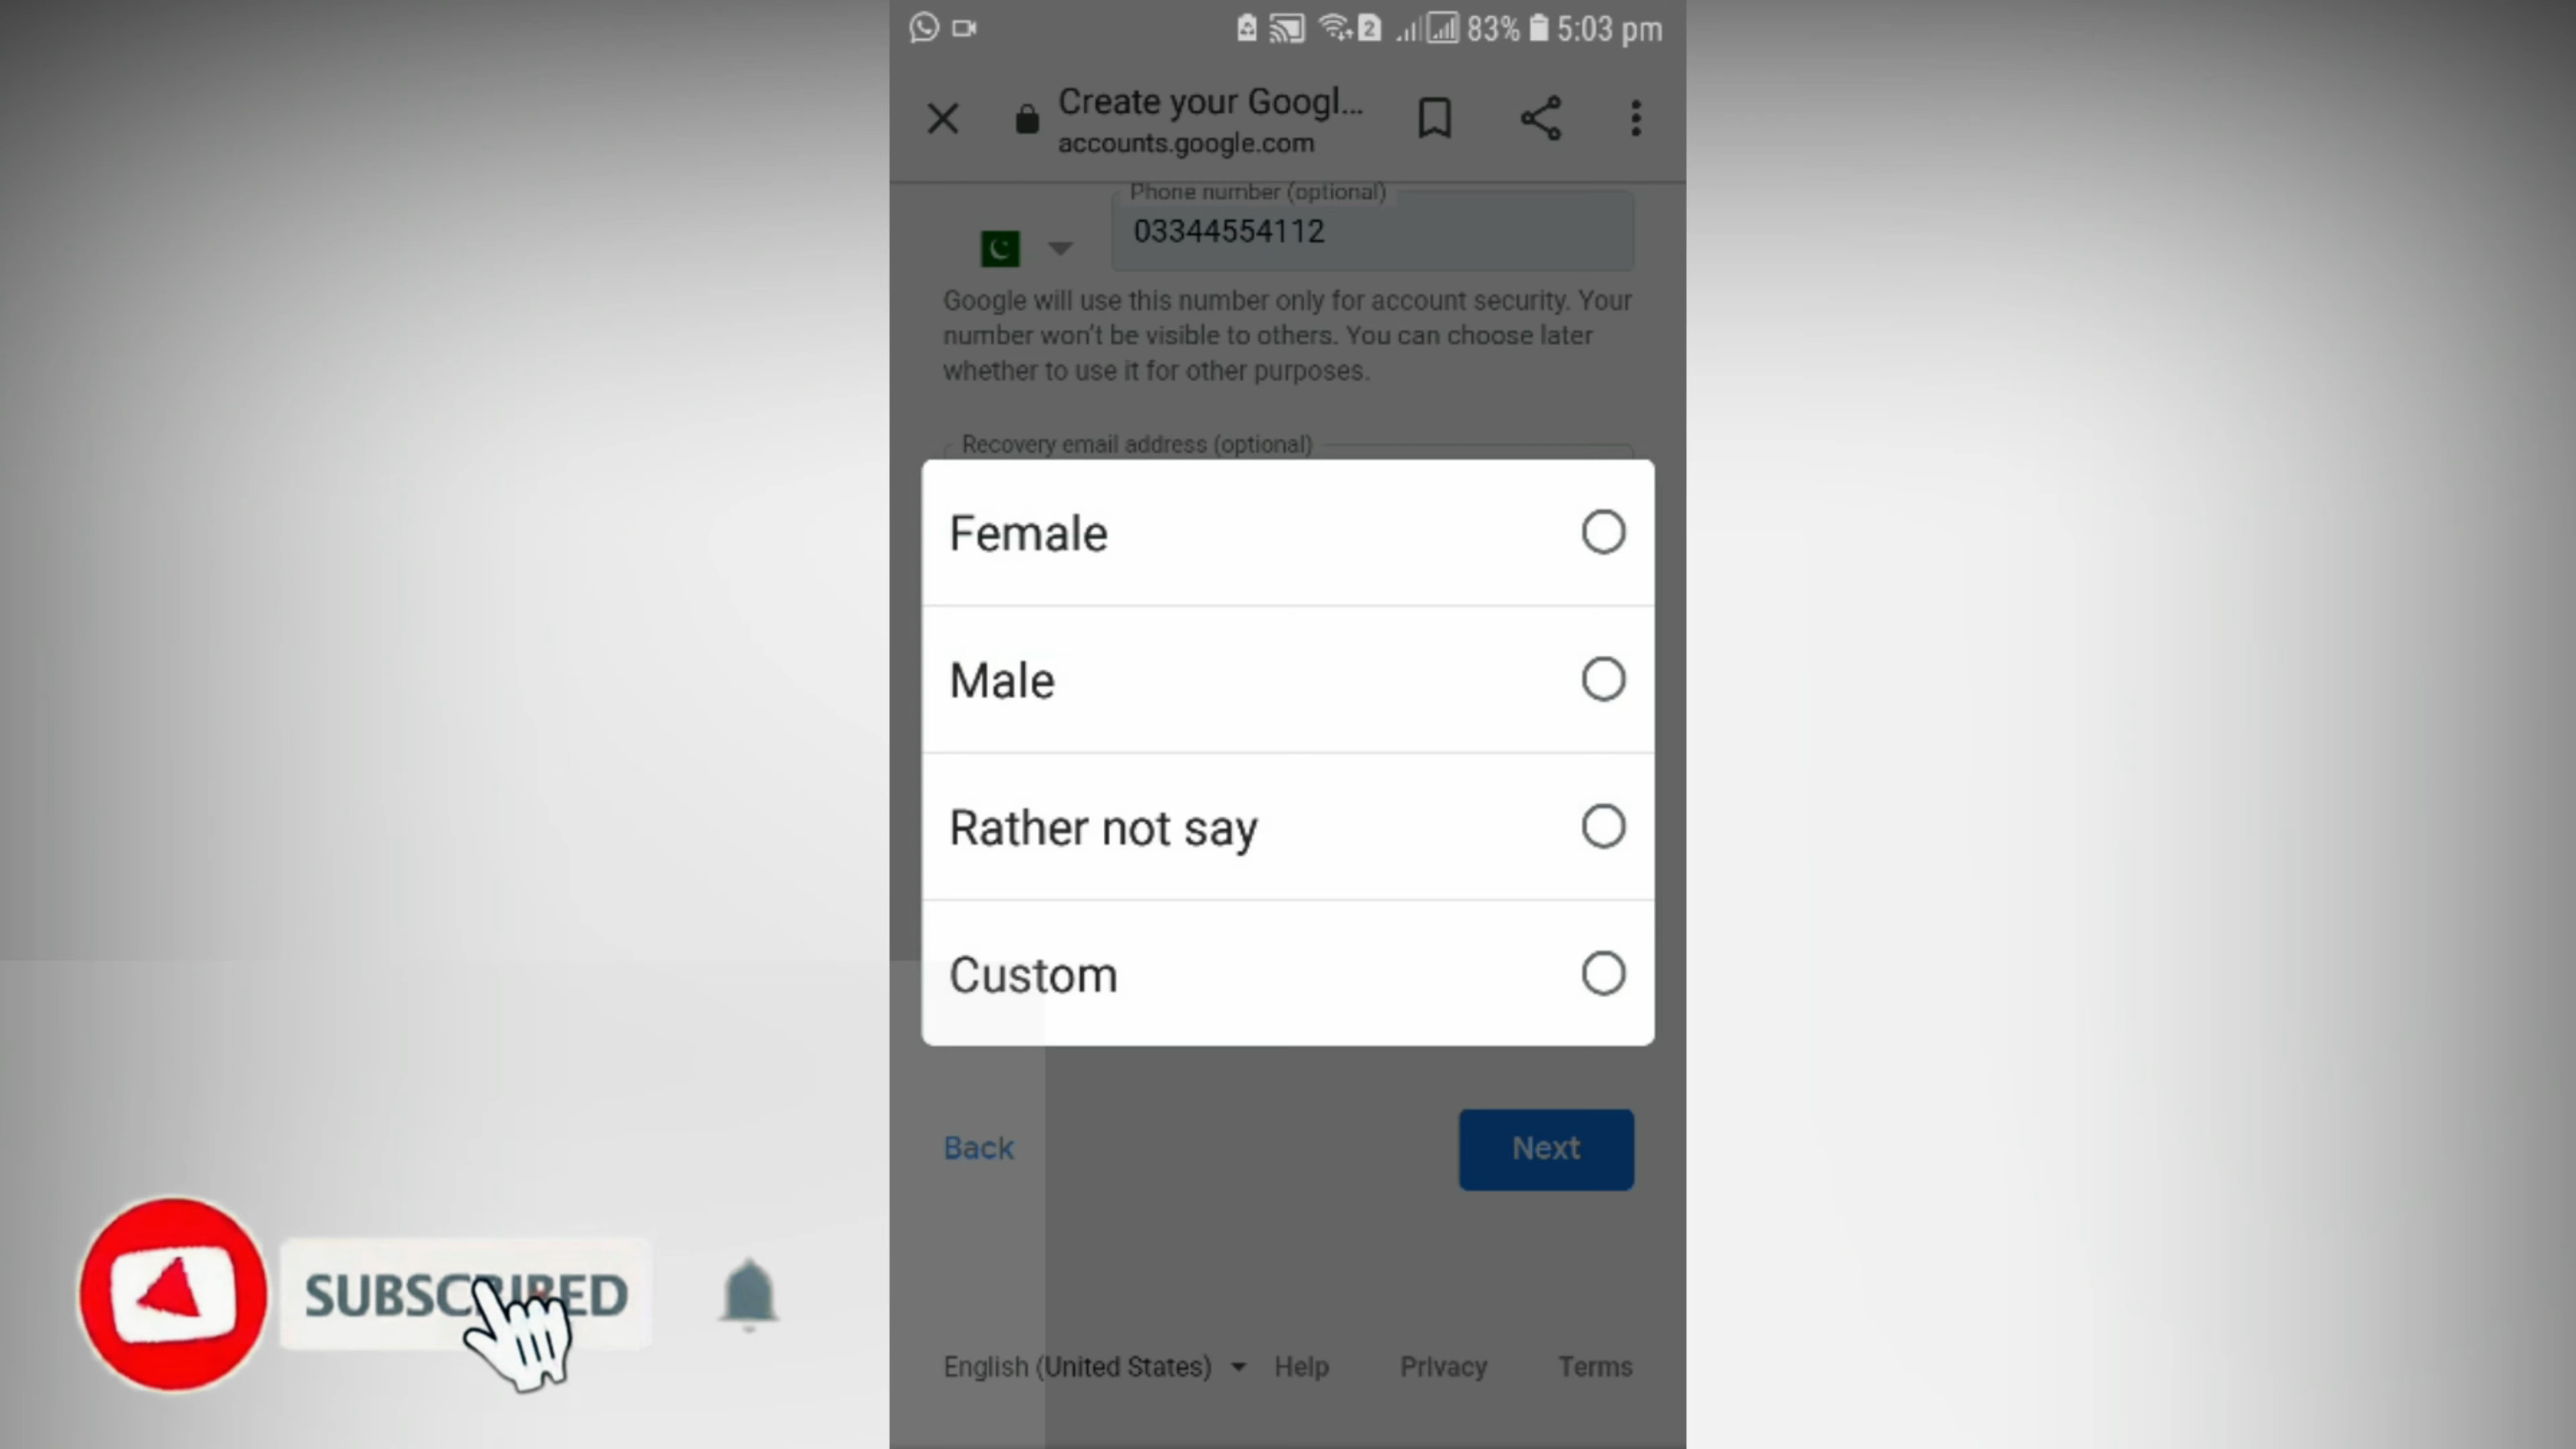 83% 5:03 pm
Create your Googl...
accounts.google.com
Phone number (optional)
03344554112
Google will use this number only for account security. Your
number won't be visible to others. You can choose later
whether to use it for other purposes.
Recovery email address (optional)
Female
Male
Rather not say
Custom
Back
Next
SUBSCRIBED
English (United States)
Help
Privacy
Terms